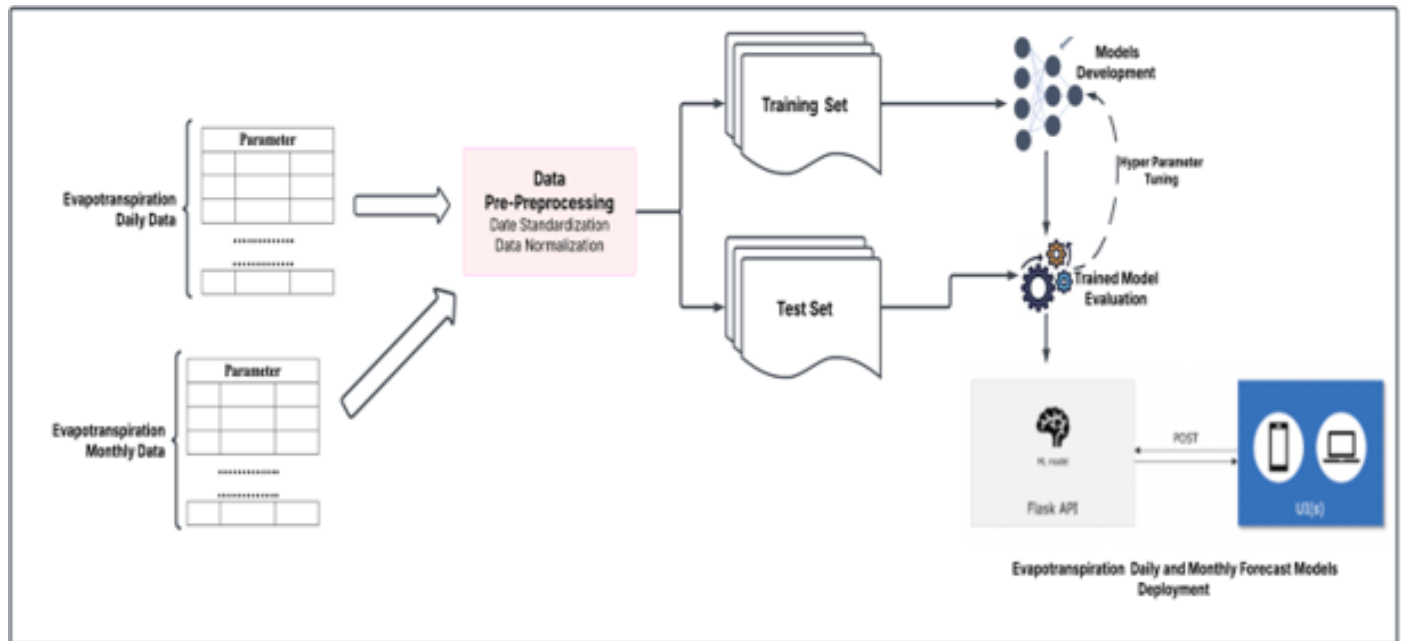 Parameter
Evapotranspiration
Daily Data
Parameter
Evapotranspiration
Monthly Data
Data
Pre-Preprocessing
Date Standardization
Data Normalization
Training Set
Test Set
Models
Development
Hyper Parameter
Tuning
Trained Model
Evaluation
ML model
Flask API
POST
UI(s)
Evapotranspiration Daily and Monthly Forecast Models
Deployment